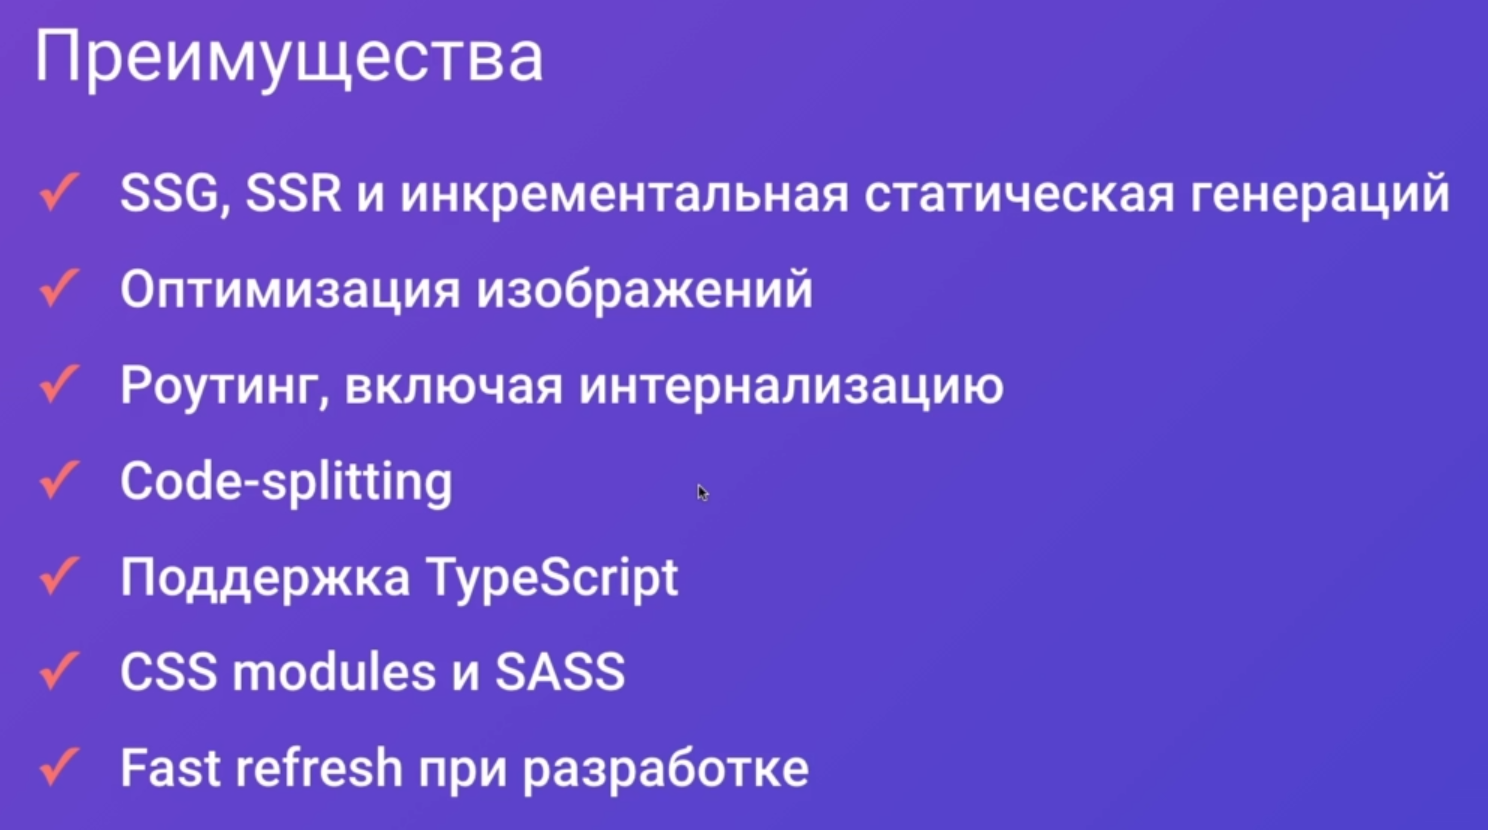 Преимущества
SSG, SSR и инкрементальная статическая генераций
Оптимизация изображений
Роутинг, включая интернализацию
Code-splitting
Поддержка TypeScript
CSS modules и SASS
Fast refresh при разработке